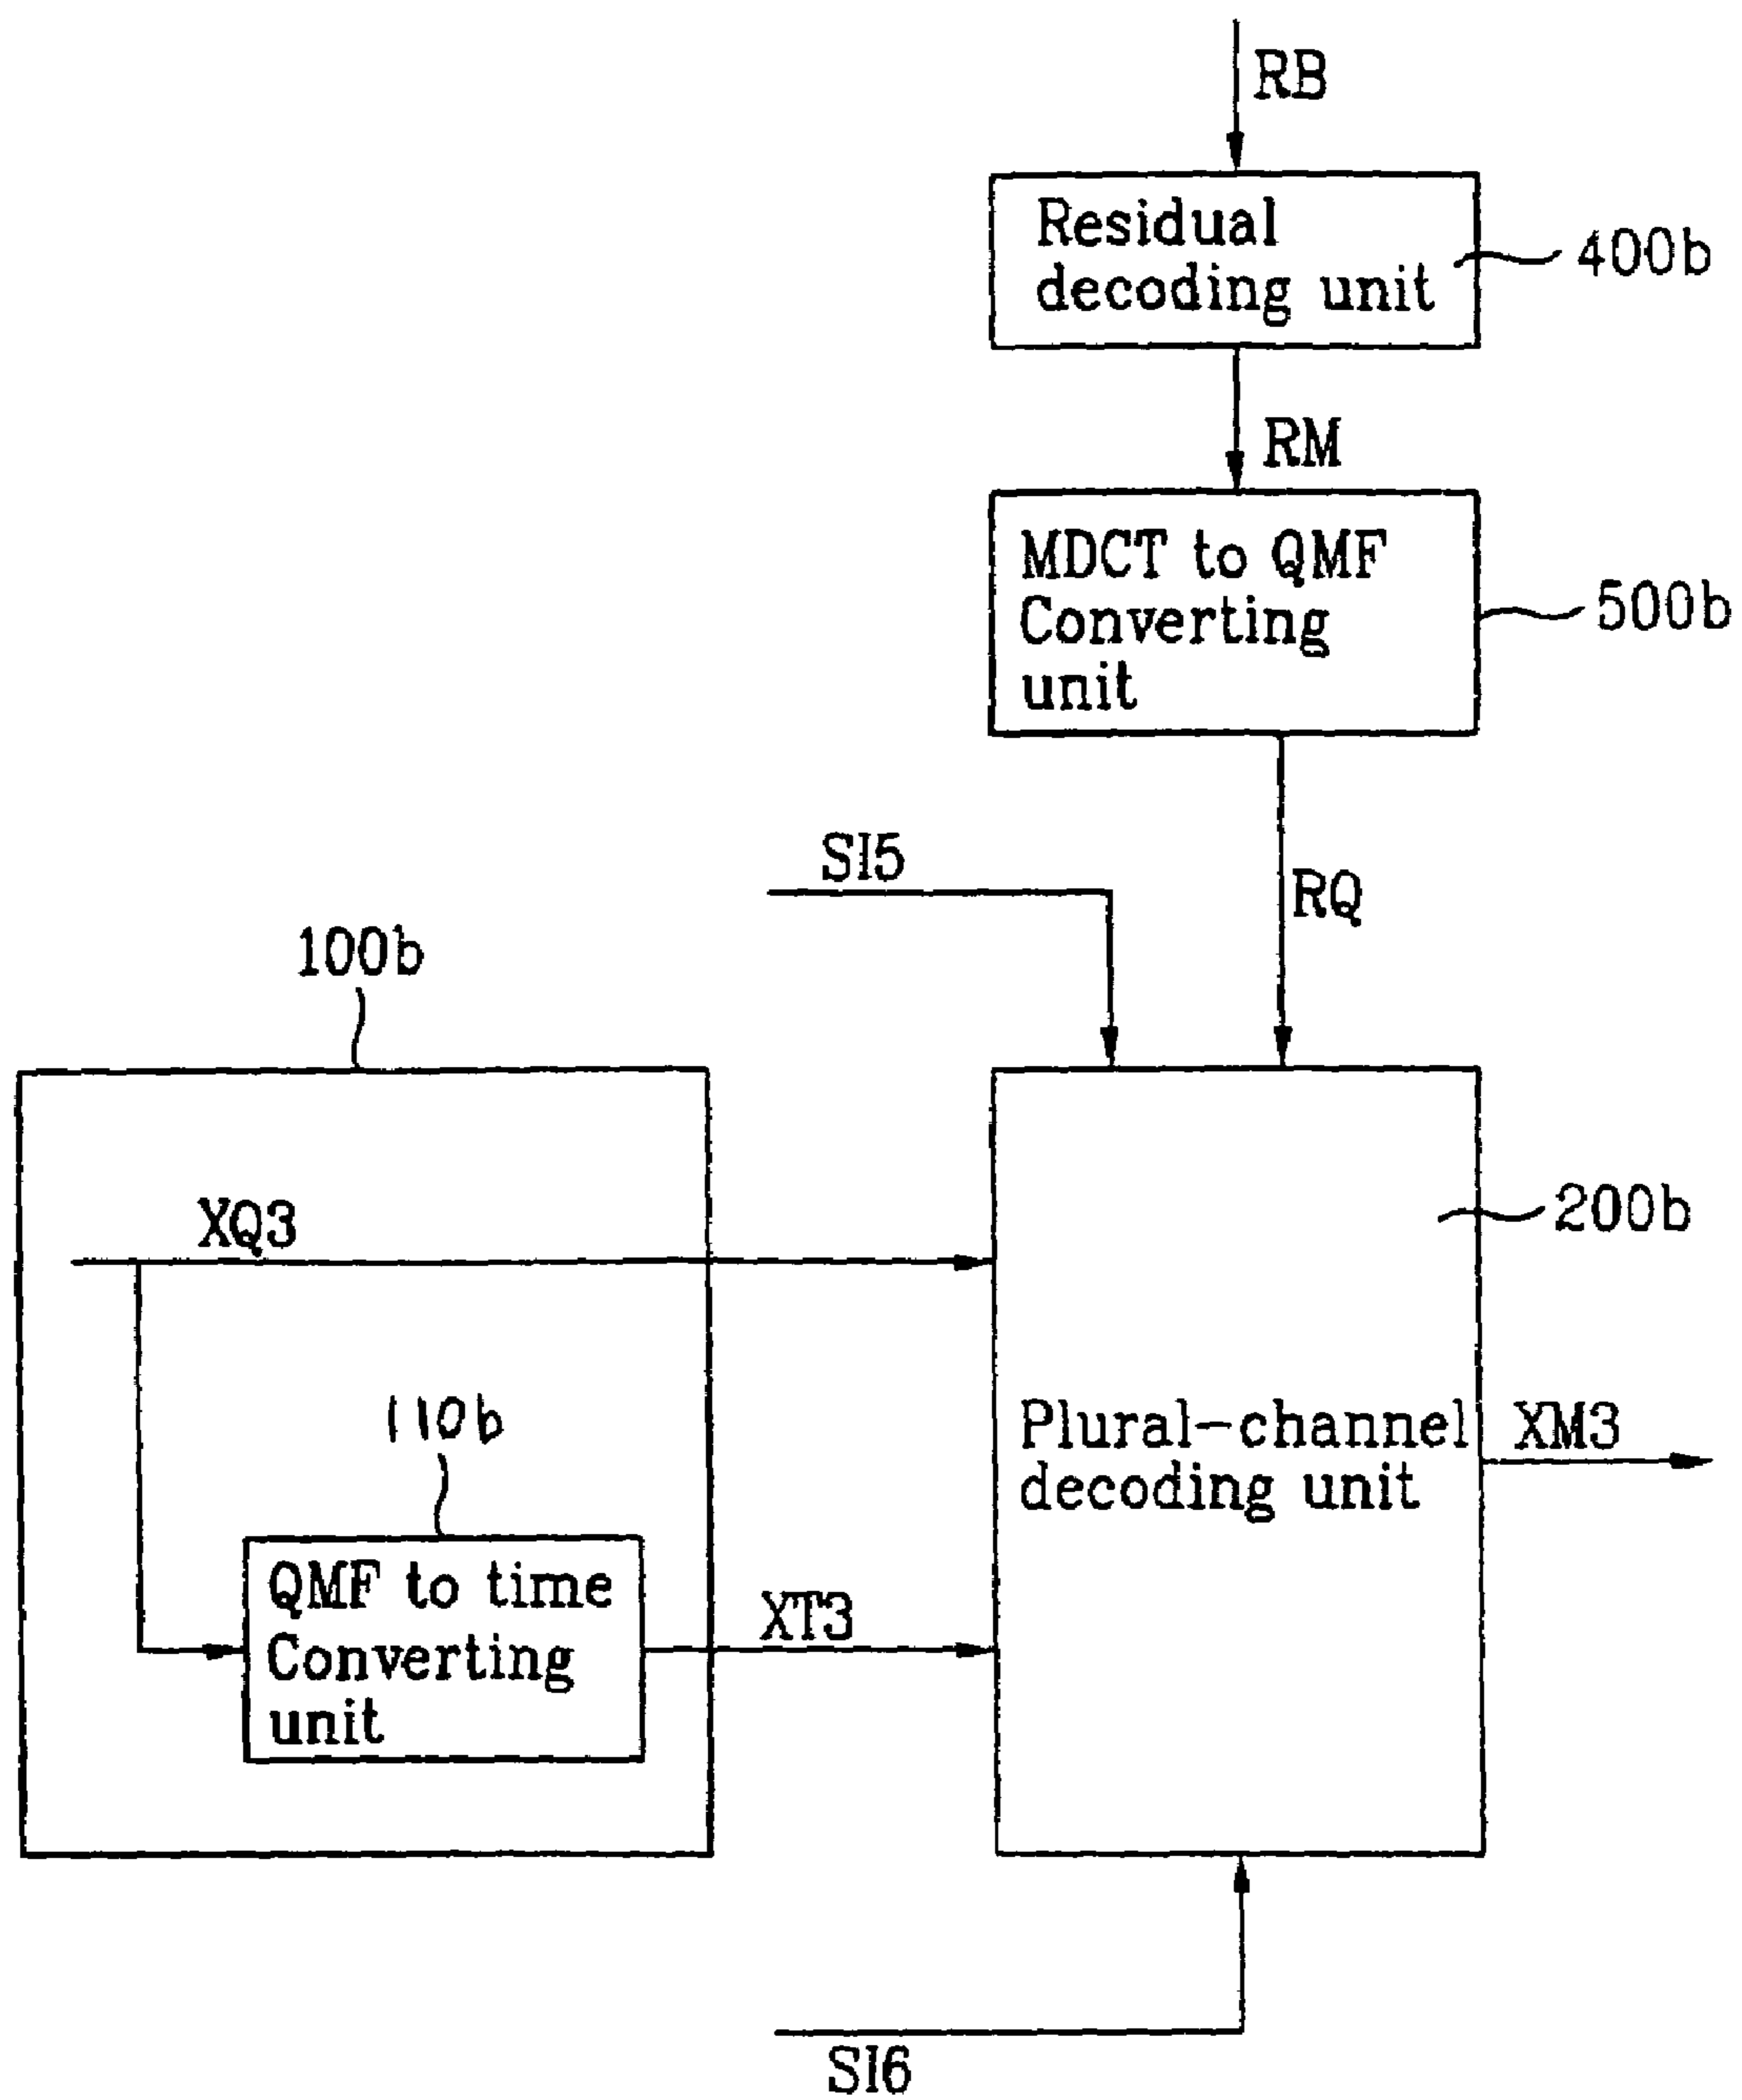 RB
Residual
decoding unit
400b
RM
MDCT to QMF
Converting
unit
500b
SI5
RQ
100b
XQ3
200b
110b
Plural-channel
decoding unit
XM3
QMF to time
Converting
unit
XT3
SI6